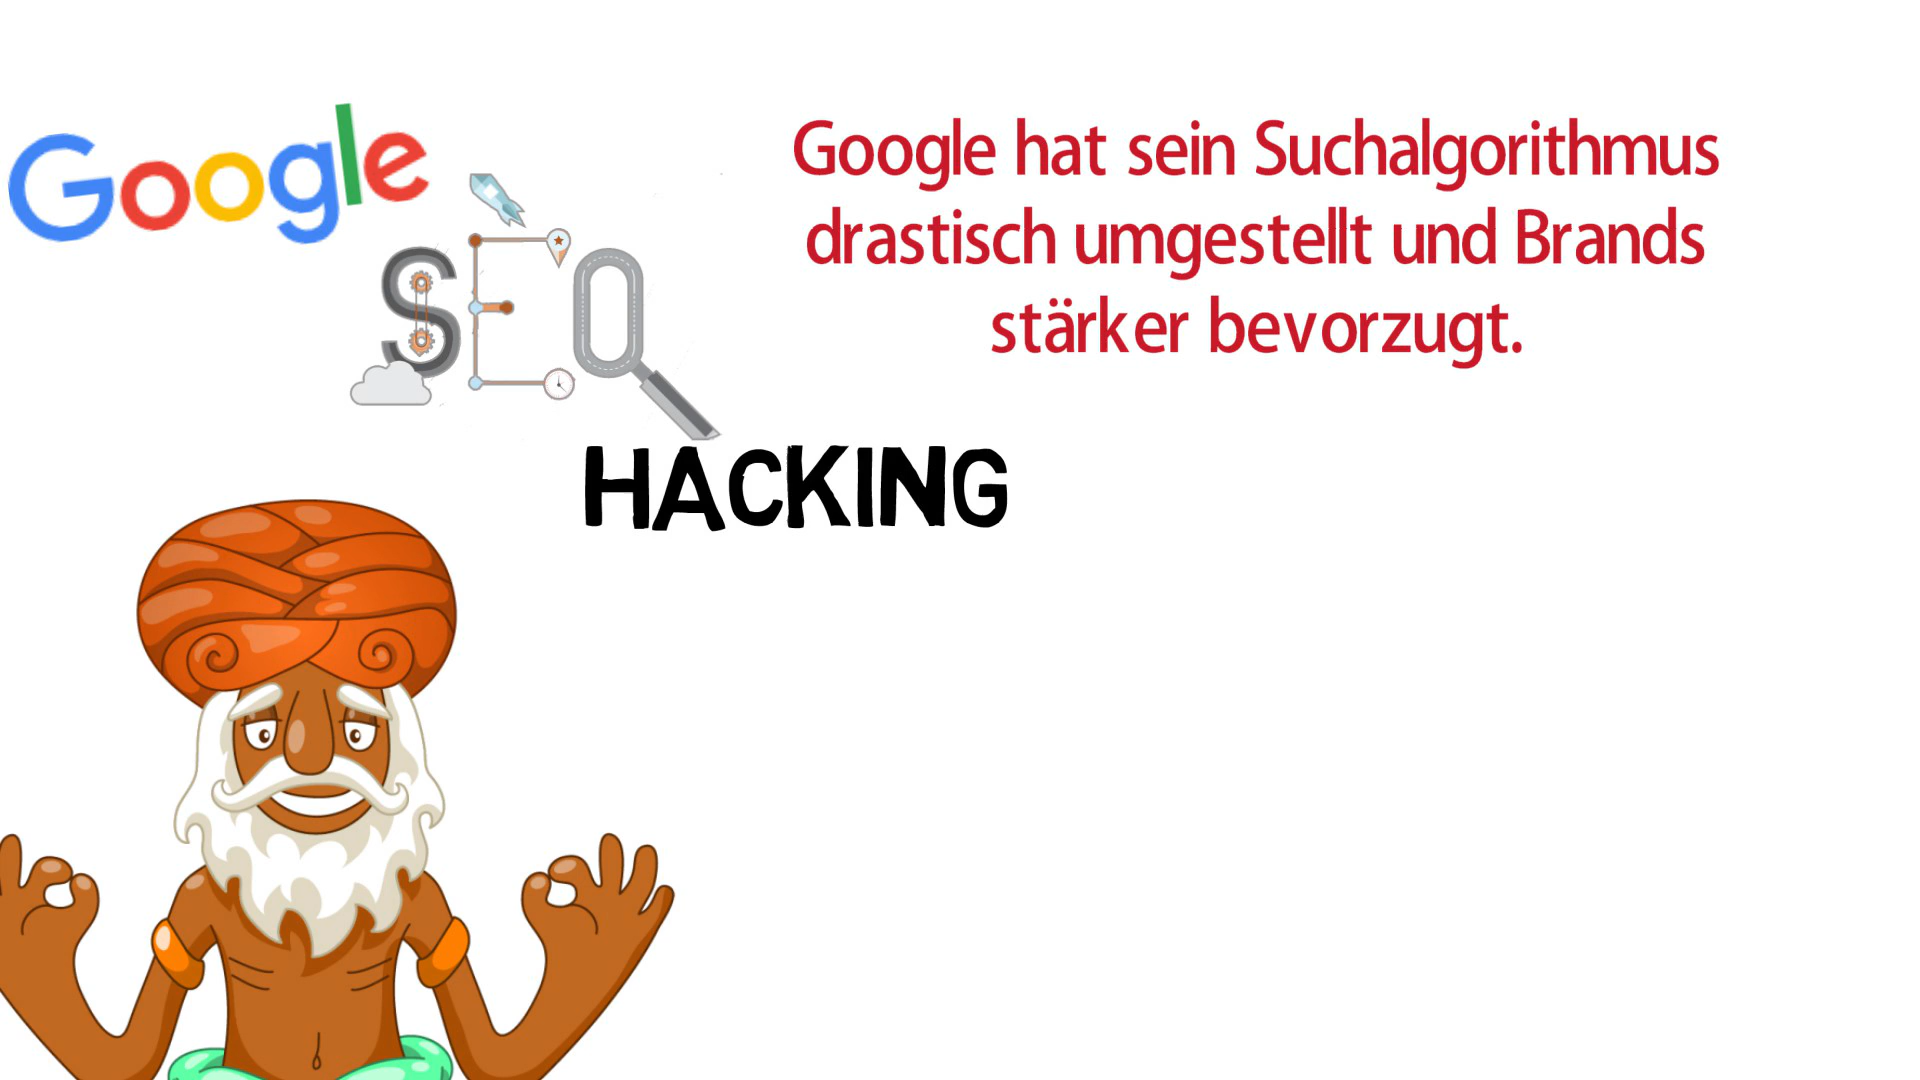 Google
SEO
HACKING
Google hat sein Suchalgorithmus
drastisch umgestellt und Brands
stärker bevorzugt.